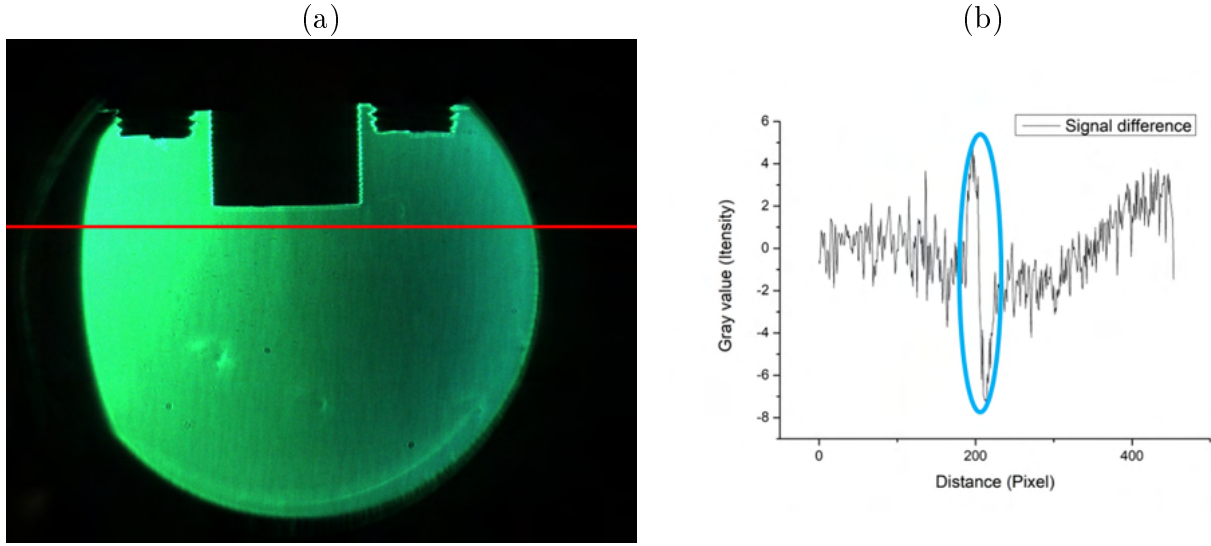 (a)
(b)
Signal difference
6
4
2
0
-2
-4
-6
-8
Gray value (Itensity)
0
200
400
Distance (Pixel)